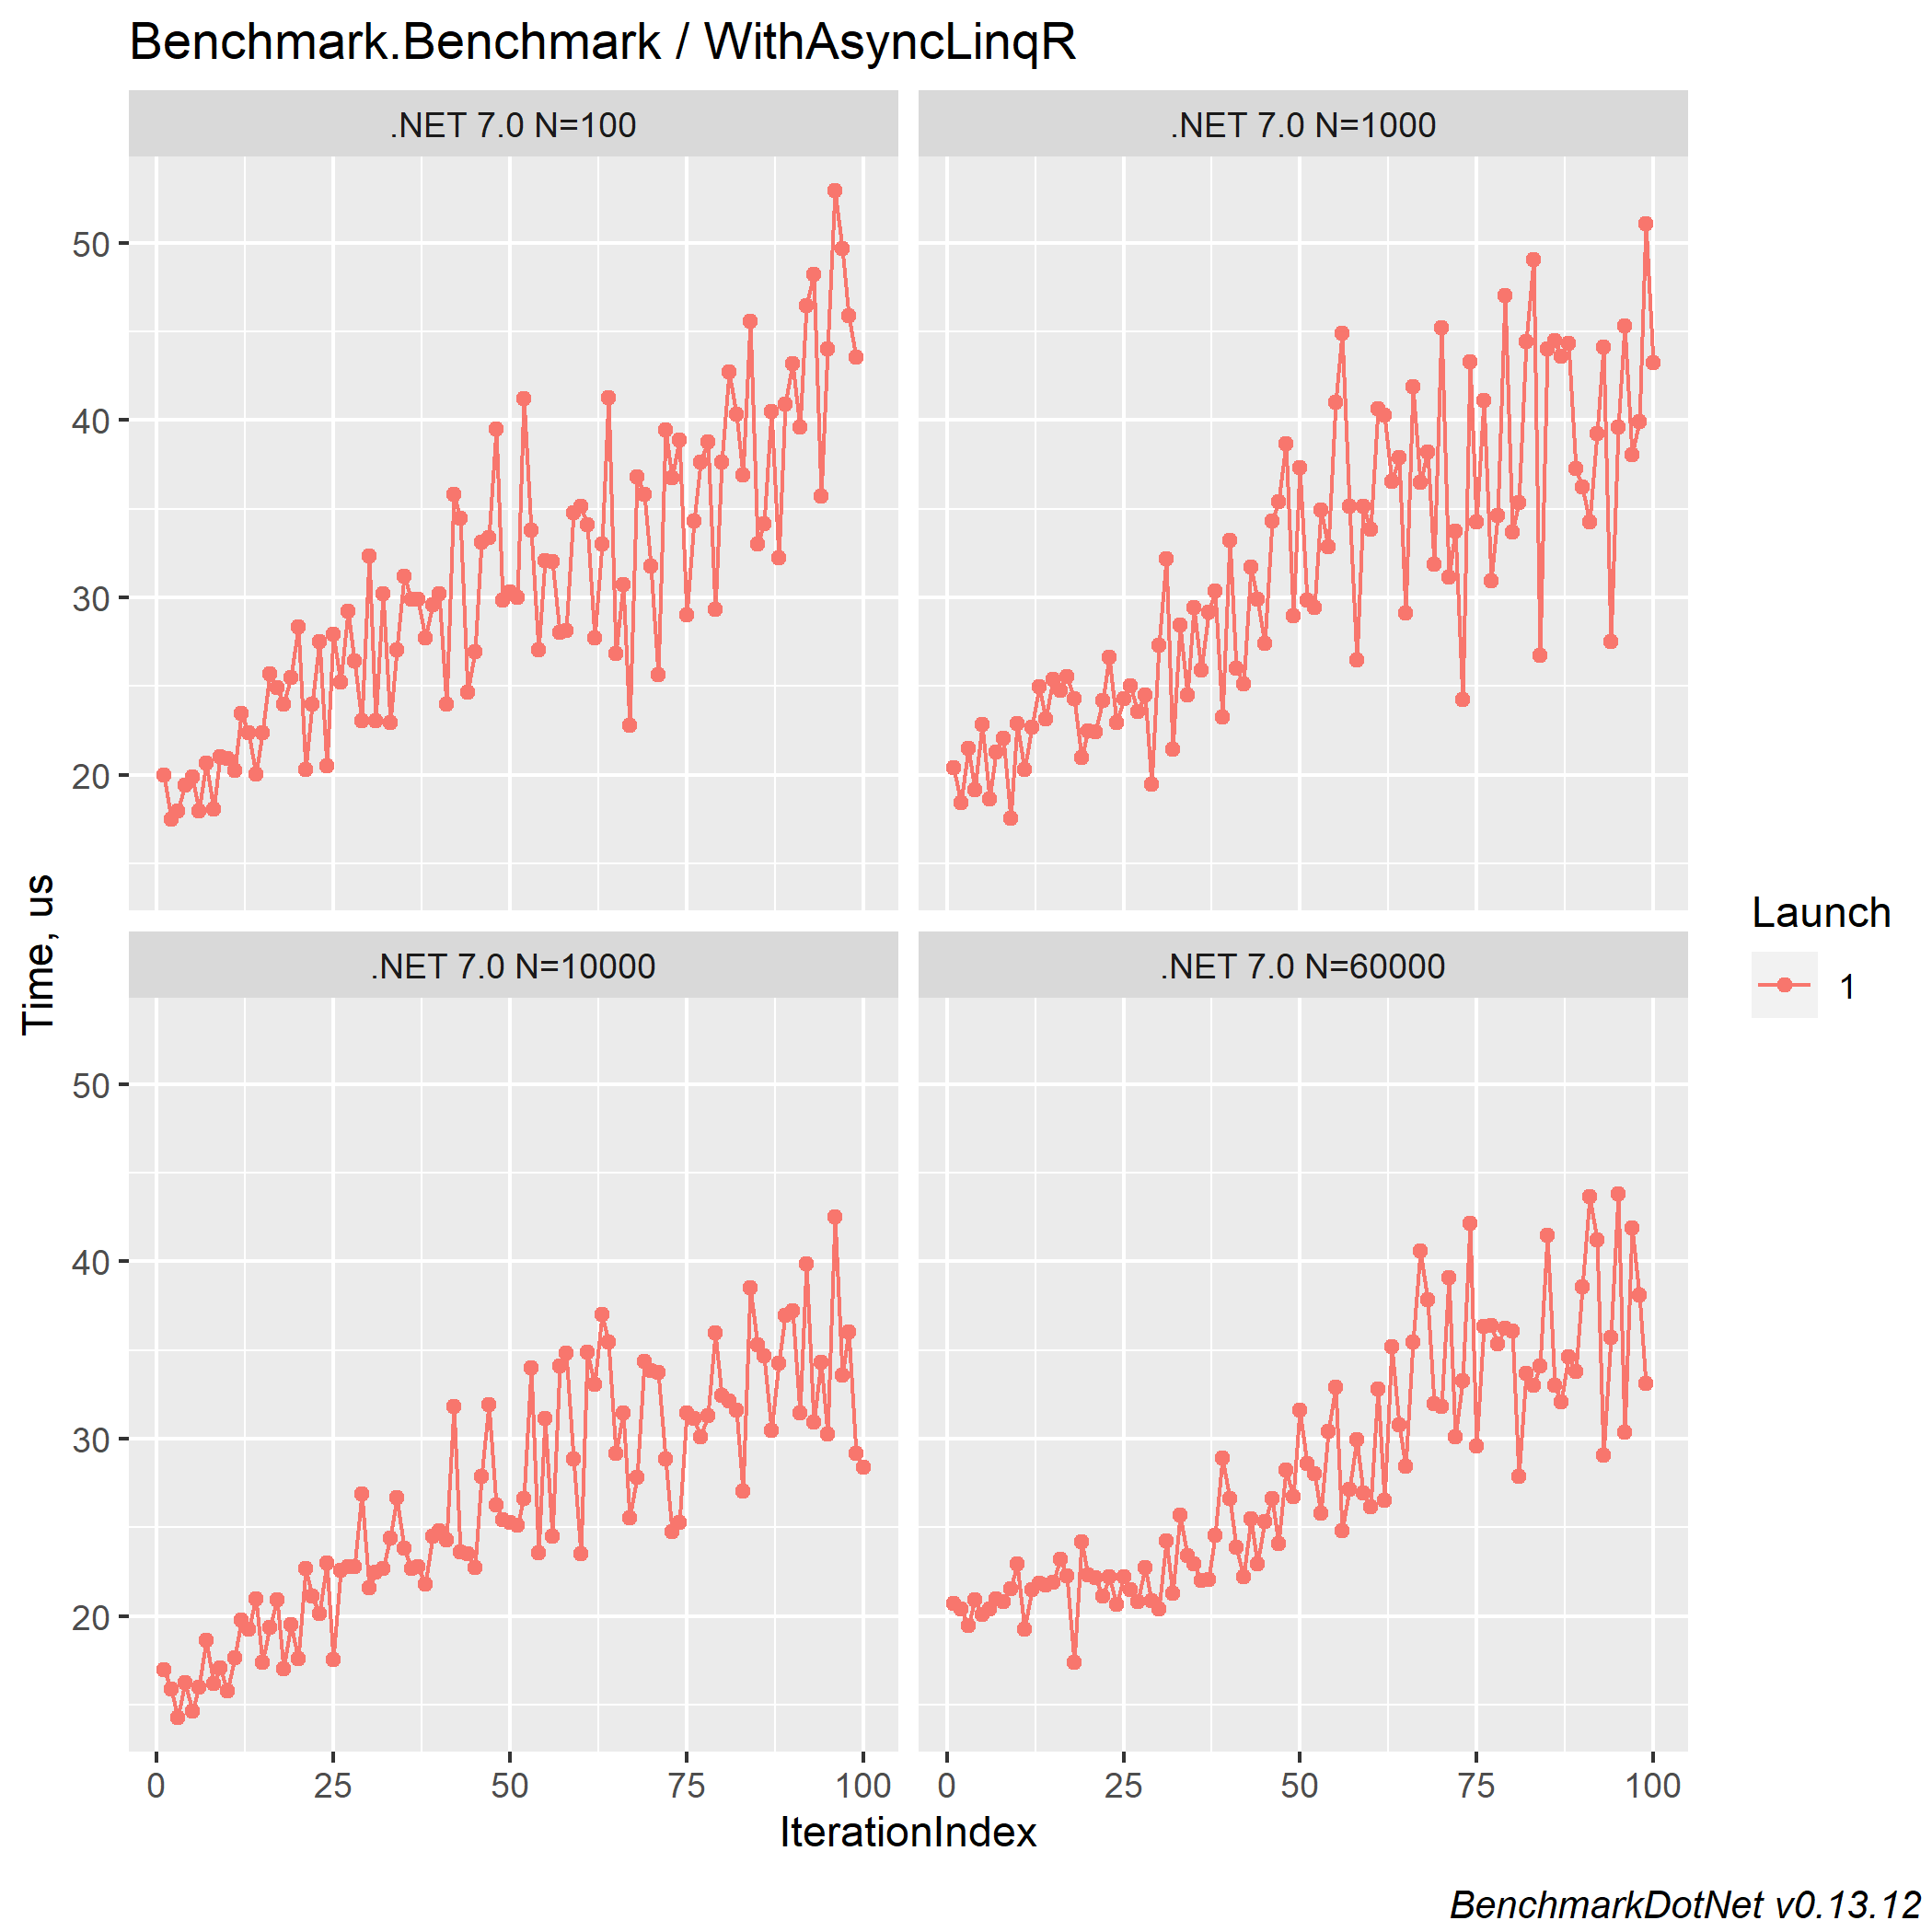 Benchmark.Benchmark / WithAsyncLinqR
.NET 7.0 N=100
.NET 7.0 N=1000
50
40
30
20
.NET 7.0 N=10000
.NET 7.0 N=60000
50
40
30
20
0 25 50 75 100
0 25 50 75 100
Time, us
IterationIndex
Launch
1
BenchmarkDotNet v0.13.12